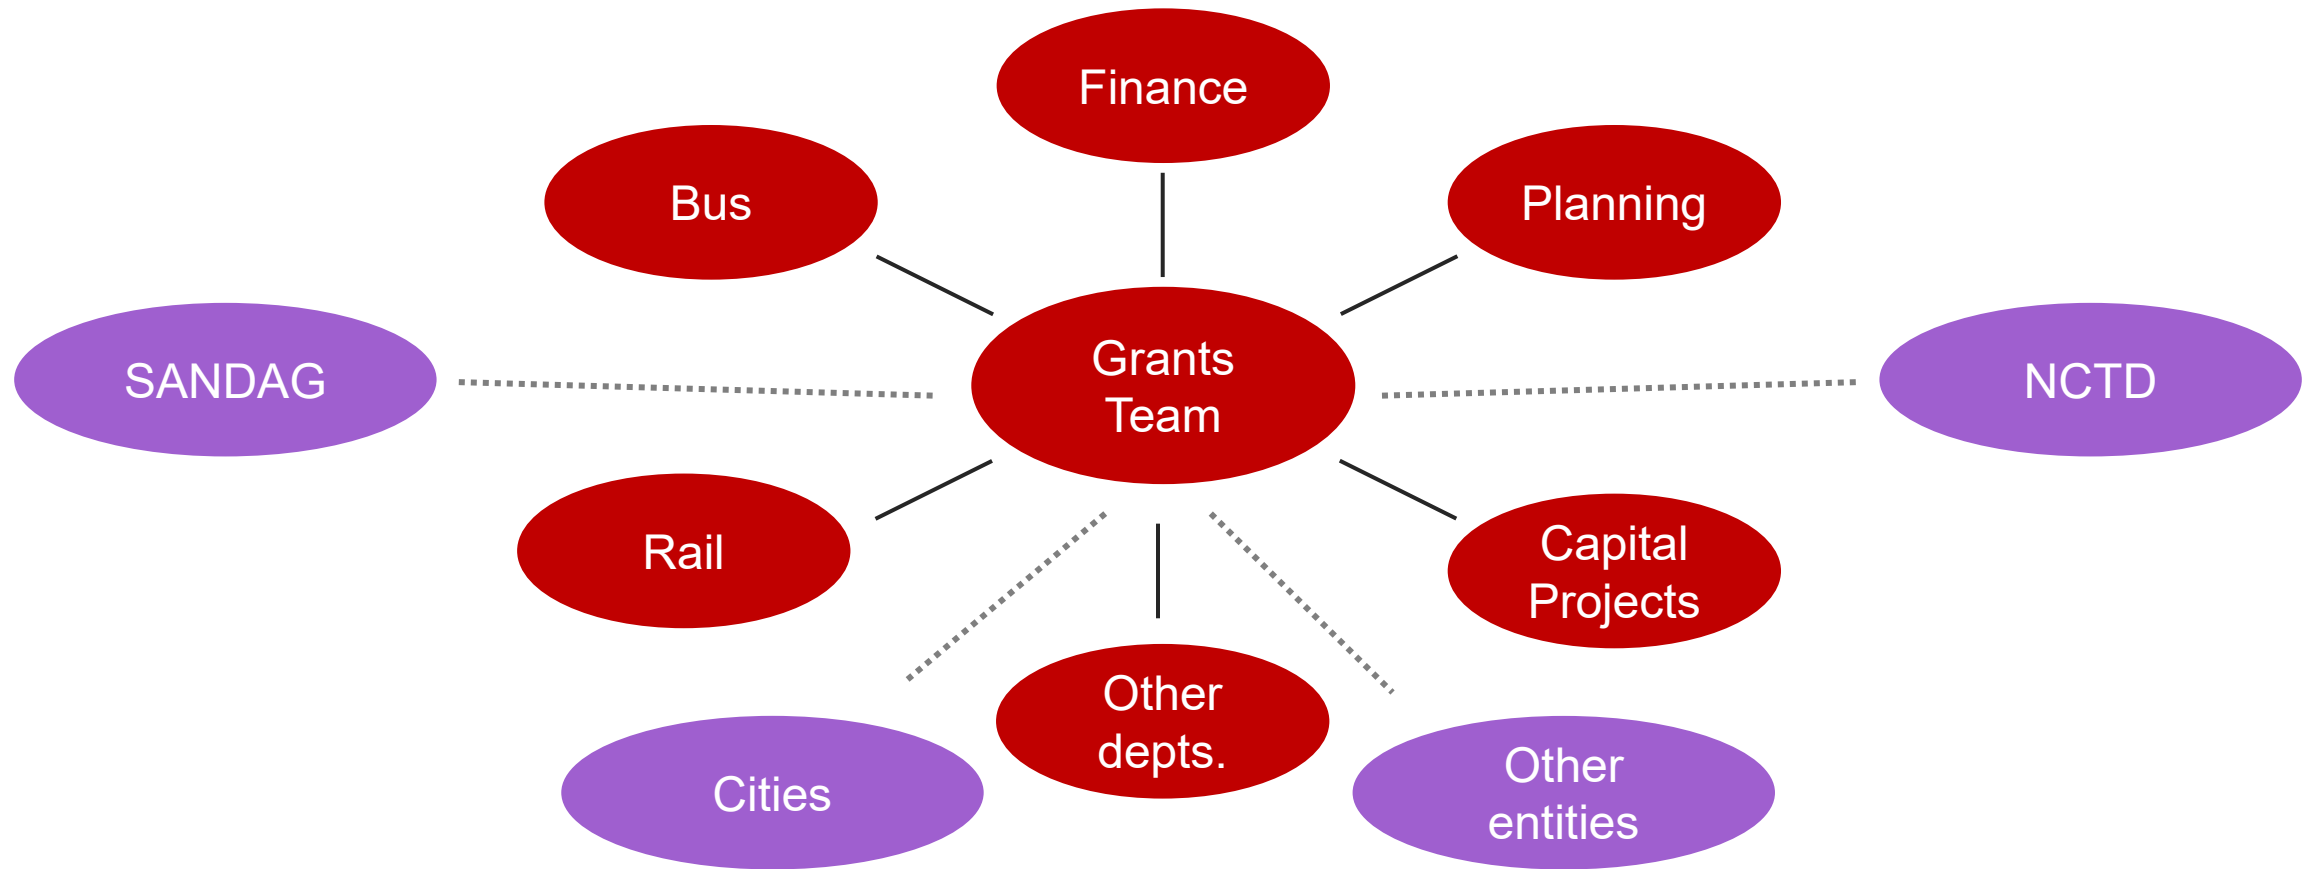 Finance
Bus
Planning
SANDAG
Grants
Team
NCTD
Rail
Capital
Projects
Other
depts.
Cities
Other
entities